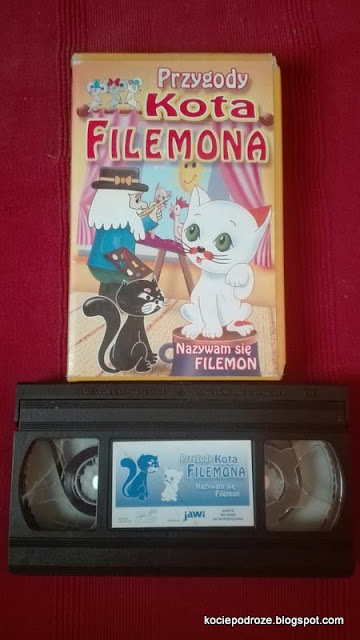 Przygody
Kota
FILEMONA
Nazywam się
FILEMON
Przygody Kota
FILEMONA
Nazywam się
Filemon
jawi
kociepodroze.blogspot.com